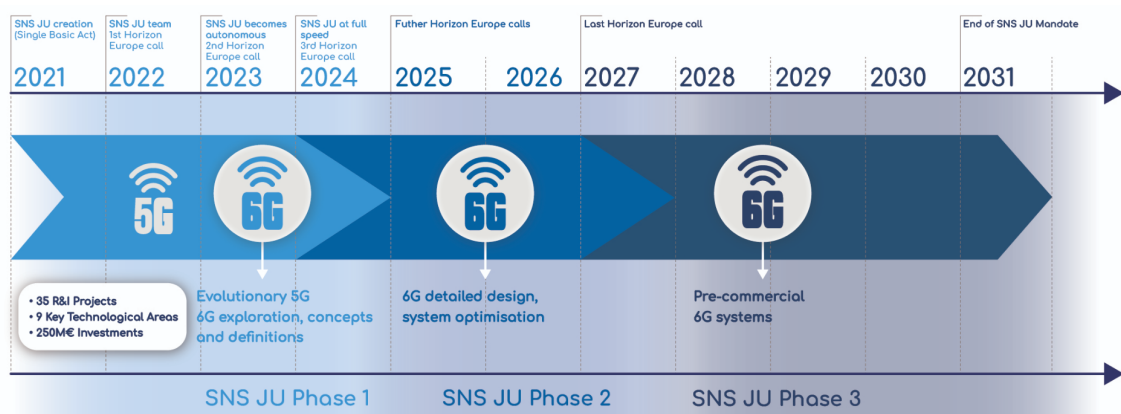 SNS JU creation
(Single Basic Act)
2021
SNS JU team
1st Horizon
Europe call
2022
SNS JU becomes
autonomous
2nd Horizon
Europe call
2023
SNS JU at full
speed
3rd Horizon
Europe call
2024
Futher Horizon Europe calls
2025
2026
Last Horizon Europe call
2027
2028
2029
2030
End of SNS JU Mandate
2031
5G
6G
6G
6G
• 35 R&I Projects
• 9 Key Technological Areas
• 250M€ Investments
Evolutionary 5G
6G exploration, concepts
and definitions
6G detailed design,
system optimisation
Pre-commercial
6G systems
SNS JU Phase 1
SNS JU Phase 2
SNS JU Phase 3